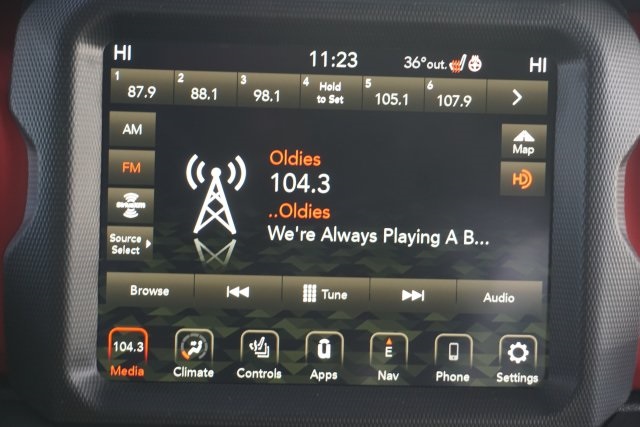 HI 11:23 36°out. HI
1 87.9 2 88.1 3 98.1 4 Hold to Set 5 105.1 6 107.9
AM
FM
SiriusXM
Source
Select
Oldies
104.3
..Oldies
We're Always Playing A B...
Map
HD
Browse Tune Audio
104.3 E
Media Climate Controls Apps Nav Phone Settings